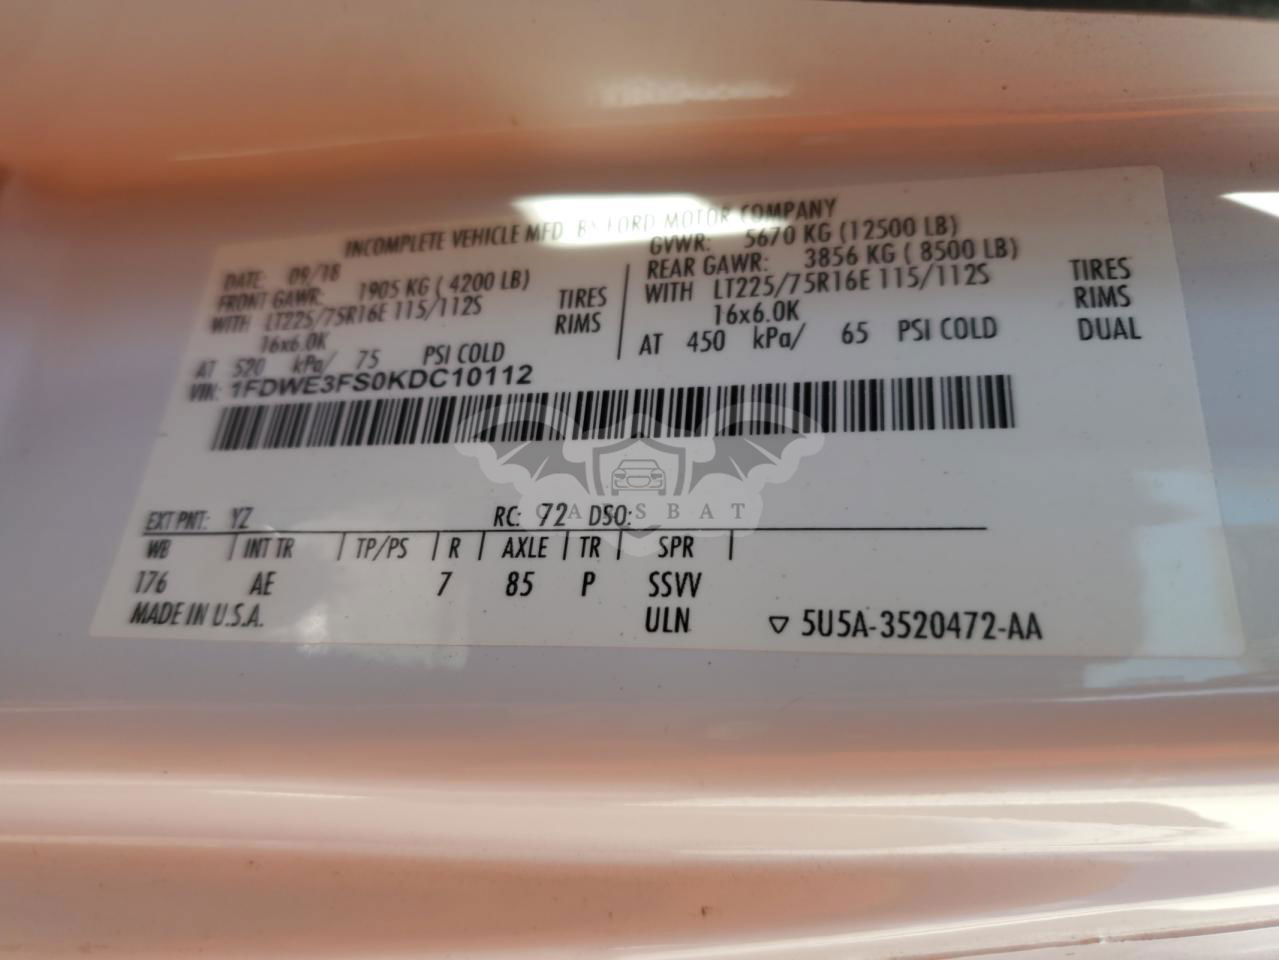 INCOMPLETE VEHICLE MFD. BY FORD MOTOR COMPANY
DATE: 09/18
GVWR: 5670 KG (12500 LB)
FRONT GAWR: 1905 KG ( 4200 LB)
REAR GAWR: 3856 KG ( 8500 LB)
WITH LT225/75R16E 115/112S TIRES
WITH LT225/75R16E 115/112S TIRES
16x6.0K RIMS
16x6.0K RIMS
AT 520 kPa/ 75 PSI COLD
AT 450 kPa/ 65 PSI COLD DUAL
VIN: 1FDWE3FS0KDC10112
CARSBAT
EXT PNT: YZ RC: 72 DSO:
WB INT TR TP/PS R AXLE TR SPR
176 AE 7 85 P SSVV
MADE IN U.S.A. ULN ▽ 5U5A-3520472-AA